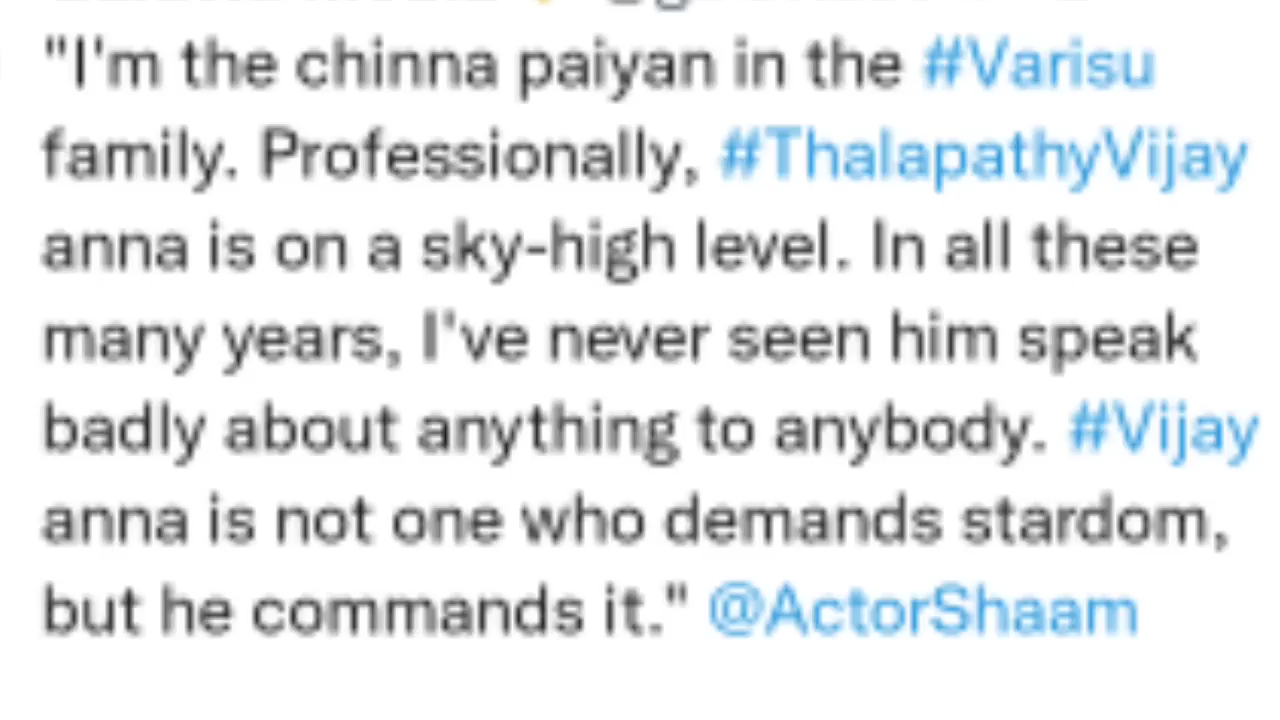 "I'm the chinna paiyan in the #Varisu
family. Professionally, #ThalapathyVijay
anna is on a sky-high level. In all these
many years, I've never seen him speak
badly about anything to anybody. #Vijay
anna is not one who demands stardom,
but he commands it." @ActorShaam